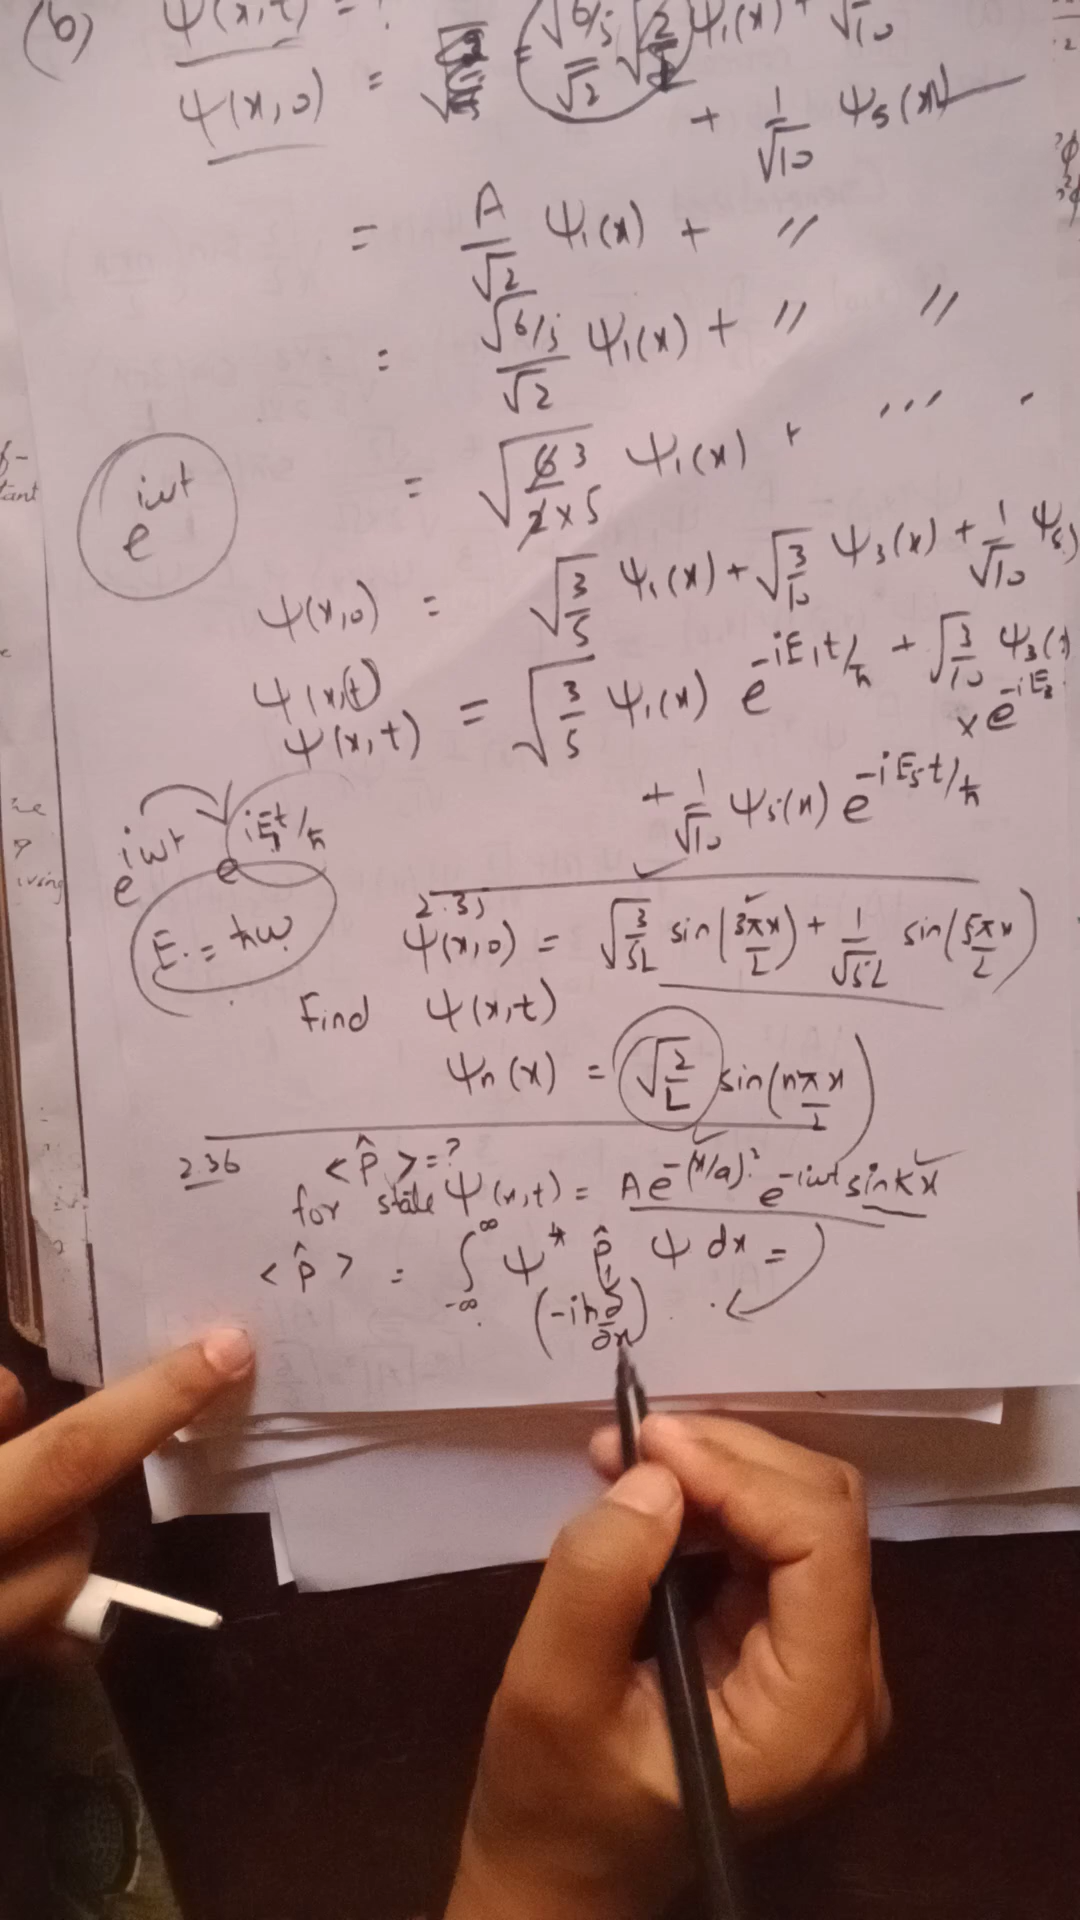 (b) ψ(x,t) = ?
ψ(x,0) = √(6/5)/√2 √(2/L) ψ₁(x) + √10
+ 1/√10 ψ₅(x)
= A/√2 ψ₁(x) + 〃
= √(6/5)/√2 ψ₁(x) + 〃 〃
e^{iωt}
= √(6 3/2×5) ψ₁(x) + ,,, .
ψ(x,0) = √(3/5) ψ₁(x) + √(3/10) ψ₃(x) + 1/√10 ψ₅
ψ(x,t)
ψ(x,t) = √(3/5) ψ₁(x) e^{-iE₁t/ħ} + √(3/10) ψ₃(
× e^{-iE₃
+ 1/√10 ψ₅(x) e^{-iE₅t/ħ}
e^{iωt} e^{iEt/ħ}
E = ħω
2.35
ψ(x,0) = √(3/5L) sin(3πx/L) + 1/√5L sin(5πx/L)
Find ψ(x,t)
ψn(x) = √(2/L) sin(nπx/L)
2.36 <p̂> = ?
for state ψ(x,t) = A e^{-(x/a)²} e^{-iωt} sin kx
<p̂> = ∫_{-∞}^{∞} ψ* p̂ ψ dx =
(-iħ ∂/∂x)